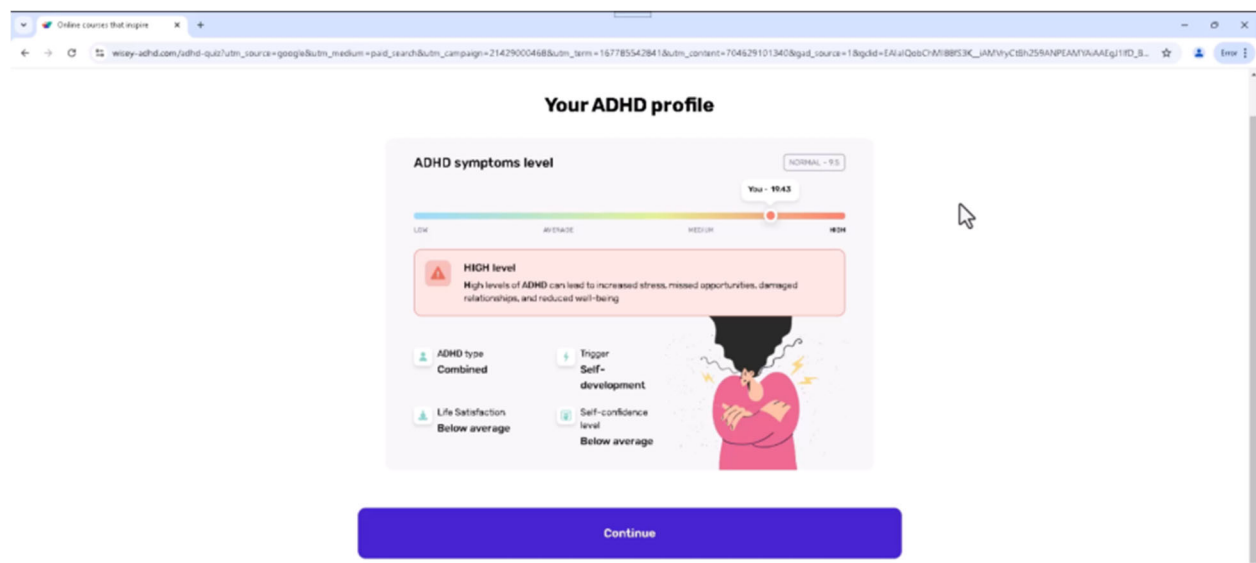 Online courses that inspire
Your ADHD profile
ADHD symptoms level
NORMAL - 9.5
You - 19.43
LOW
AVERAGE
MEDIUM
HIGH
HIGH level
High levels of ADHD can lead to increased stress, missed opportunities, damaged
relationships, and reduced well-being
ADHD type
Combined
Trigger
Self-
development
Life Satisfaction
Below average
Self-confidence
level
Below average
Continue
Error